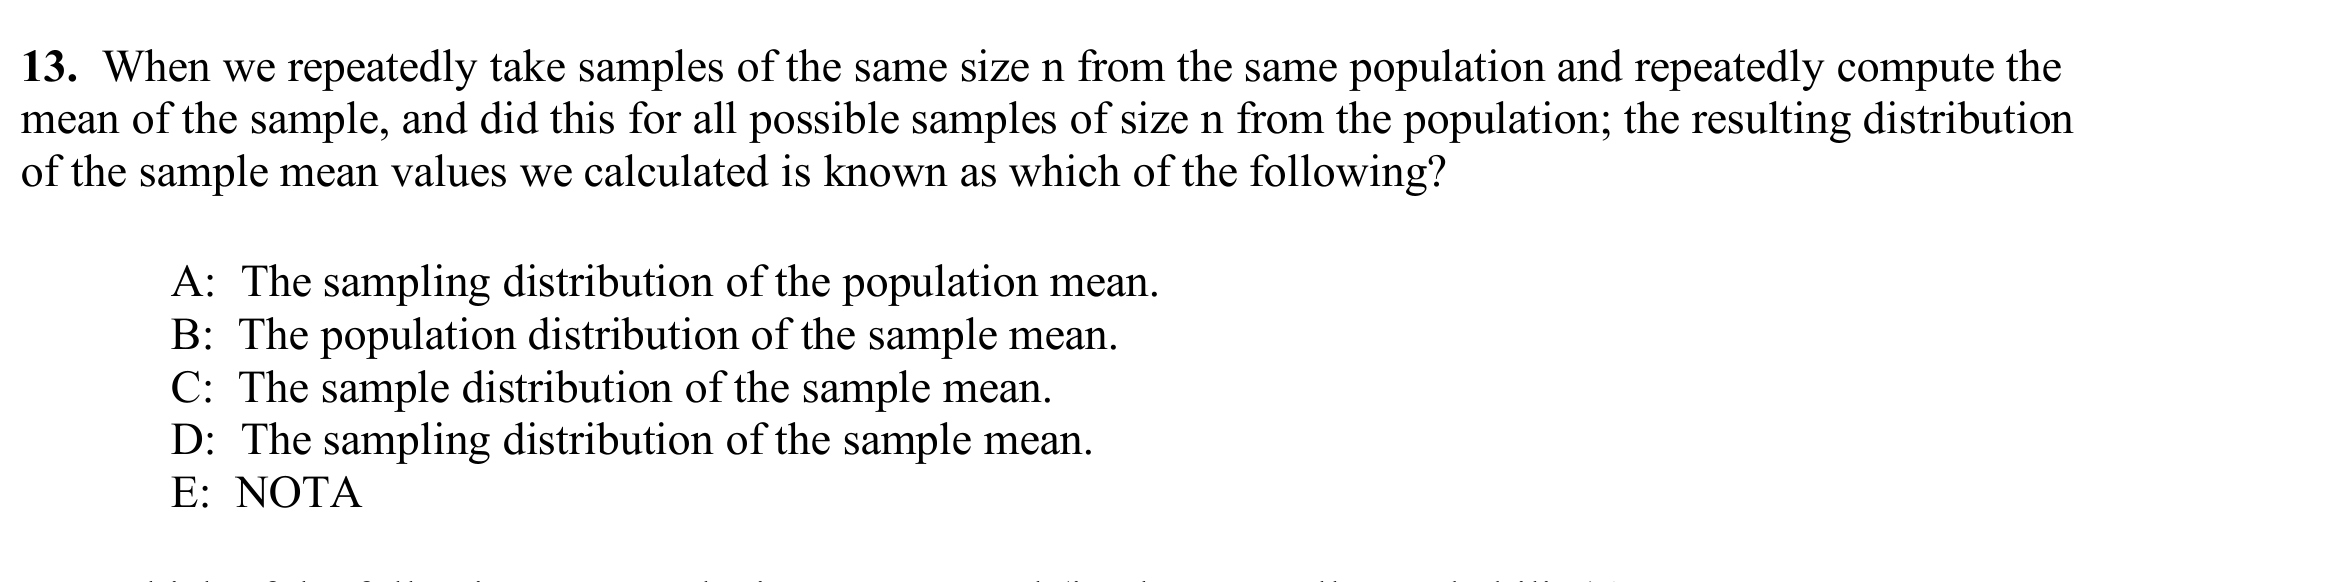 13. When we repeatedly take samples of the same size n from the same population and repeatedly compute the
mean of the sample, and did this for all possible samples of size n from the population; the resulting distribution
of the sample mean values we calculated is known as which of the following?
A: The sampling distribution of the population mean.
B: The population distribution of the sample mean.
C: The sample distribution of the sample mean.
D: The sampling distribution of the sample mean.
E: NOTA